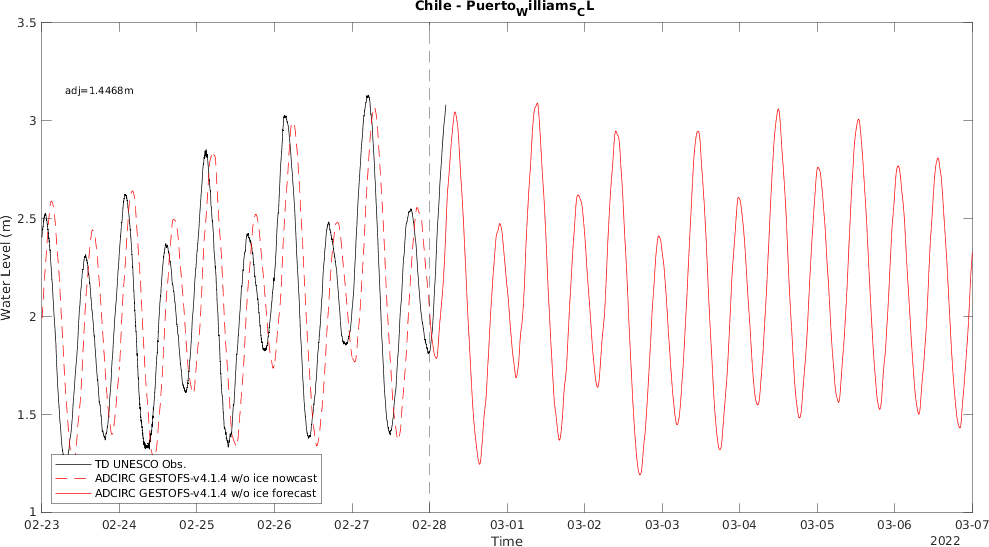 Chile - PuertoWilliamsCL
adj=1.4468m
Water Level (m)
3.5
3
2.5
2
1.5
1
TD UNESCO Obs.
ADCIRC GESTOFS-v4.1.4 w/o ice nowcast
ADCIRC GESTOFS-v4.1.4 w/o ice forecast
02-23 02-24 02-25 02-26 02-27 02-28 03-01 03-02 03-03 03-04 03-05 03-06 03-07
Time
2022